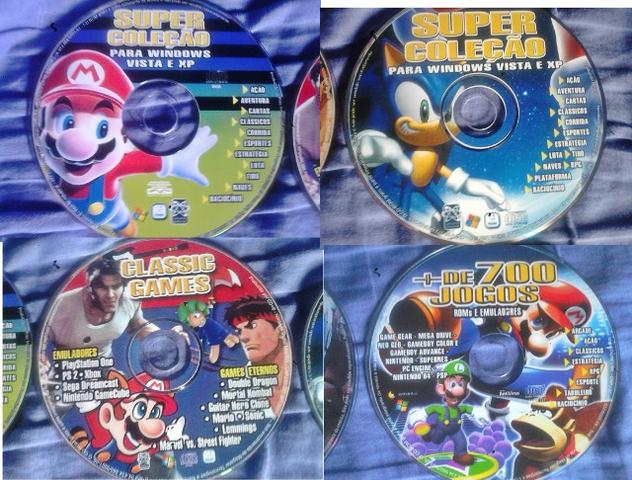 SUPER
COLEÇÃO
PARA WINDOWS
VISTA E XP
AÇÃO
AVENTURA
CARTAS
CLÁSSICOS
CORRIDA
ESPORTES
ESTRATÉGIA
LUTA
TIRO
NAVES
RACIOCÍNIO
SUPER
COLEÇÃO
PARA WINDOWS VISTA E XP
AÇÃO
AVENTURA
CARTAS
CLÁSSICOS
CORRIDA
ESPORTES
ESTRATÉGIA
LUTA TIRO
NAVES RPG
PLATAFORMA
RACIOCÍNIO
CLASSIC
GAMES
EMULADORES
• PlayStation One
• PS 2 • Xbox
• Sega Dreamcast
• Nintendo GameCube
GAMES ETERNOS
Double Dragon •
Mortal Kombat •
Guitar Hero Clone •
Mario • Sonic •
Lemmings •
Marvel vs. Street Fighter •
+ DE 700
JOGOS
ROMs E EMULADORES
GAME GEAR - MEGA DRIVE -
NEO GEO - GAMEBOY COLOR E
GAMEBOY ADVANCE -
NINTENDO - SUPERNES
PC ENGINE -
NINTENDO 64 - PSP
ARCADE
AÇÃO
CLÁSSICOS
ESTRATÉGIA
RPG
ESPORTE
TABULEIRO
RACIOCÍNIO